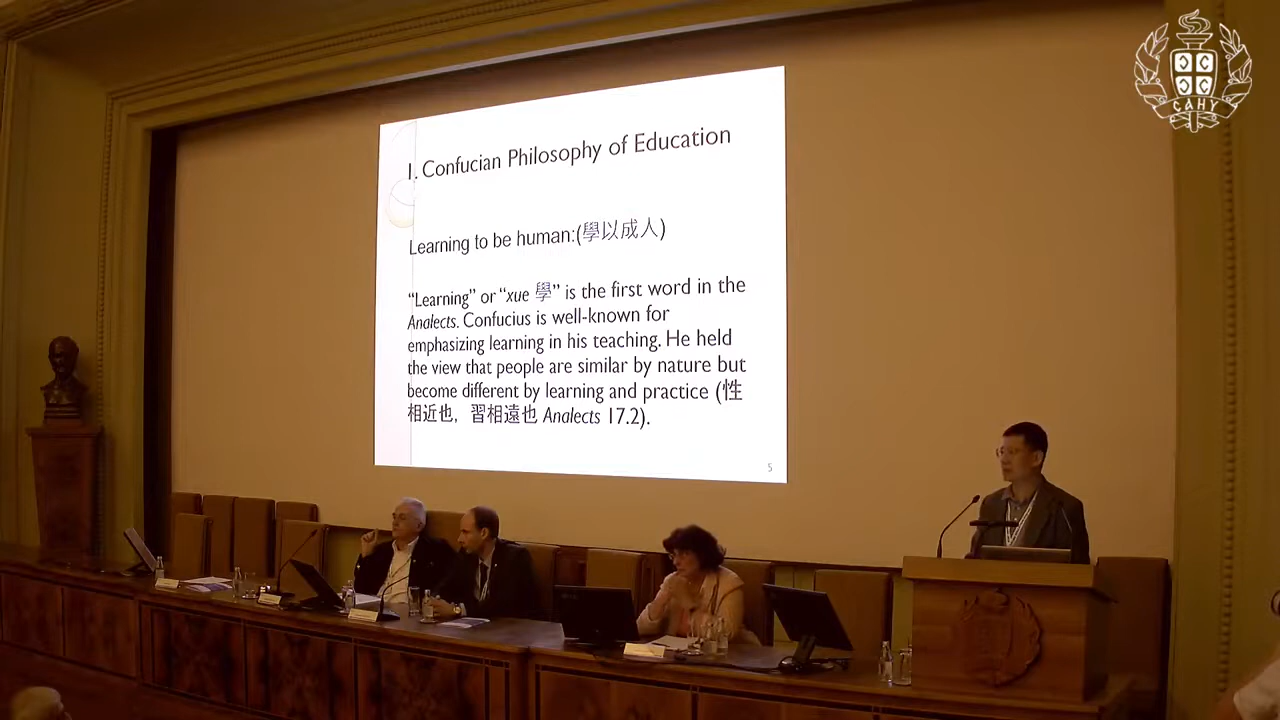 1. Confucian Philosophy of Education
Learning to be human:(學以成人)
“Learning” or “xue 學” is the first word in the
Analects. Confucius is well-known for
emphasizing learning in his teaching. He held
the view that people are similar by nature but
become different by learning and practice (性
相近也, 習相遠也 Analects 17.2).
5
САНУ